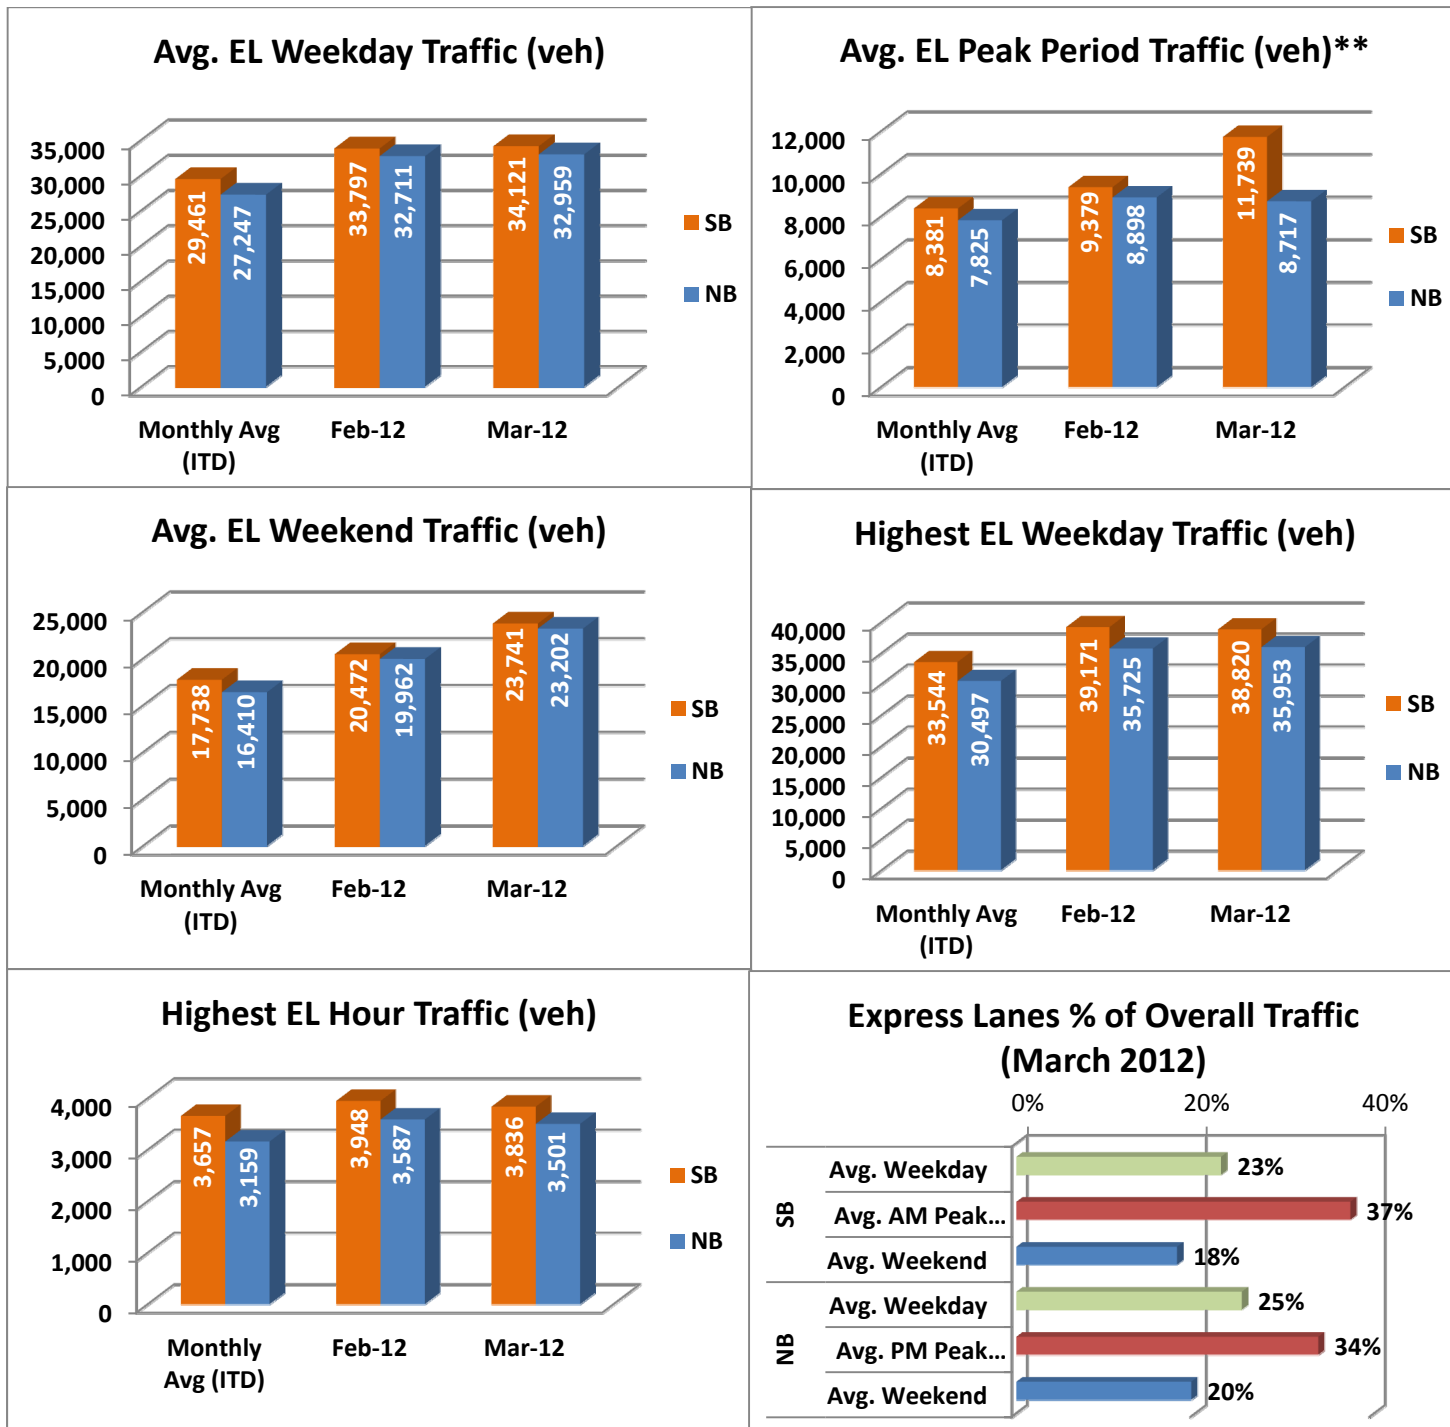 Avg. EL Weekday Traffic (veh)
35,000
30,000
25,000
20,000
15,000
10,000
5,000
0
29,461
27,247
33,797
32,711
34,121
32,959
SB
NB
Monthly Avg
(ITD)
Feb-12
Mar-12
Avg. EL Peak Period Traffic (veh)**
12,000
10,000
8,000
6,000
4,000
2,000
0
8,381
7,825
9,379
8,898
11,739
8,717
SB
NB
Monthly Avg
(ITD)
Feb-12
Mar-12
Avg. EL Weekend Traffic (veh)
25,000
20,000
15,000
10,000
5,000
0
17,738
16,410
20,472
19,962
23,741
23,202
SB
NB
Monthly Avg
(ITD)
Feb-12
Mar-12
Highest EL Weekday Traffic (veh)
40,000
35,000
30,000
25,000
20,000
15,000
10,000
5,000
0
33,544
30,497
39,171
35,725
38,820
35,953
SB
NB
Monthly Avg
(ITD)
Feb-12
Mar-12
Highest EL Hour Traffic (veh)
4,000
3,000
2,000
1,000
0
3,657
3,159
3,948
3,587
3,836
3,501
SB
NB
Monthly
Avg (ITD)
Feb-12
Mar-12
Express Lanes % of Overall Traffic
(March 2012)
0% 20% 40%
SB
Avg. Weekday 23%
Avg. AM Peak... 37%
Avg. Weekend 18%
NB
Avg. Weekday 25%
Avg. PM Peak... 34%
Avg. Weekend 20%